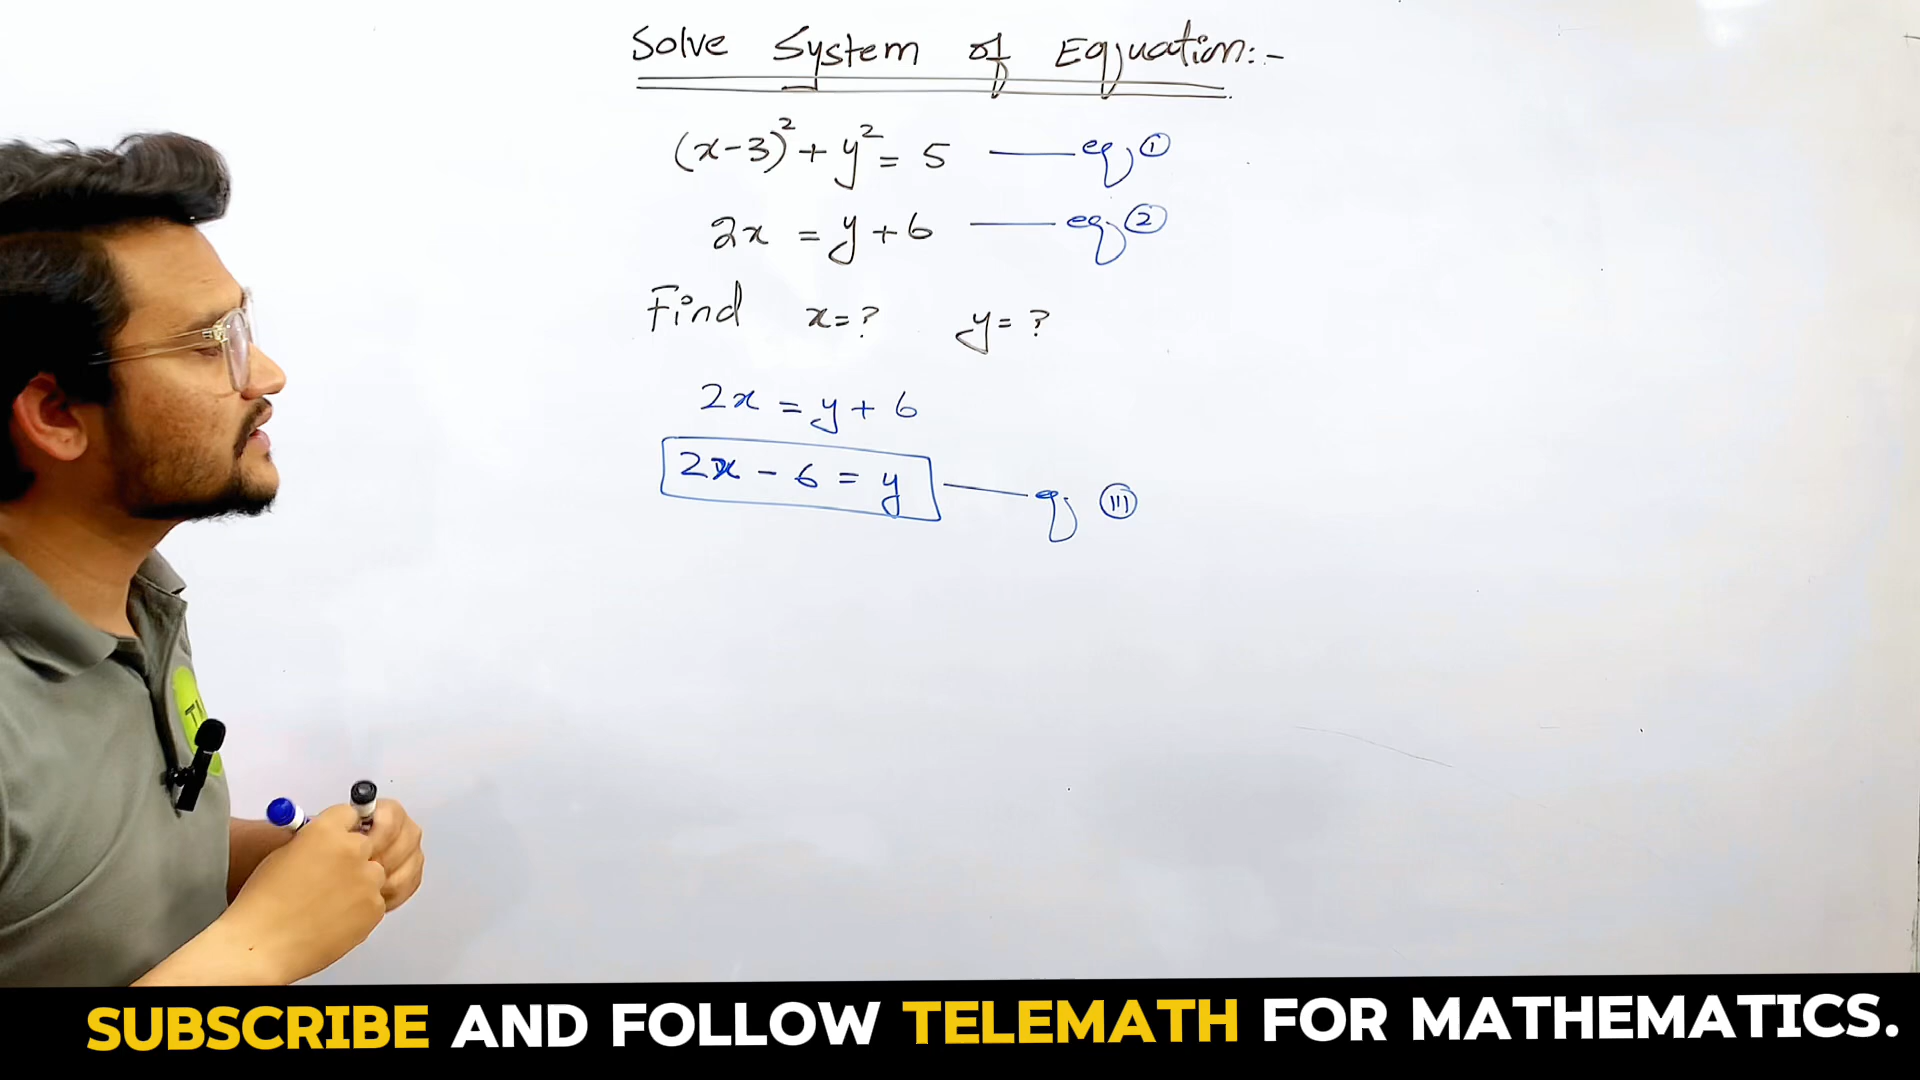 Solve System of Equation:-
(x-3)² + y² = 5 —— eq ①
2x = y + 6 —— eq ②
Find x = ? y = ?
2x = y + 6
2x - 6 = y —— eq (III)
SUBSCRIBE AND FOLLOW TELEMATH FOR MATHEMATICS.